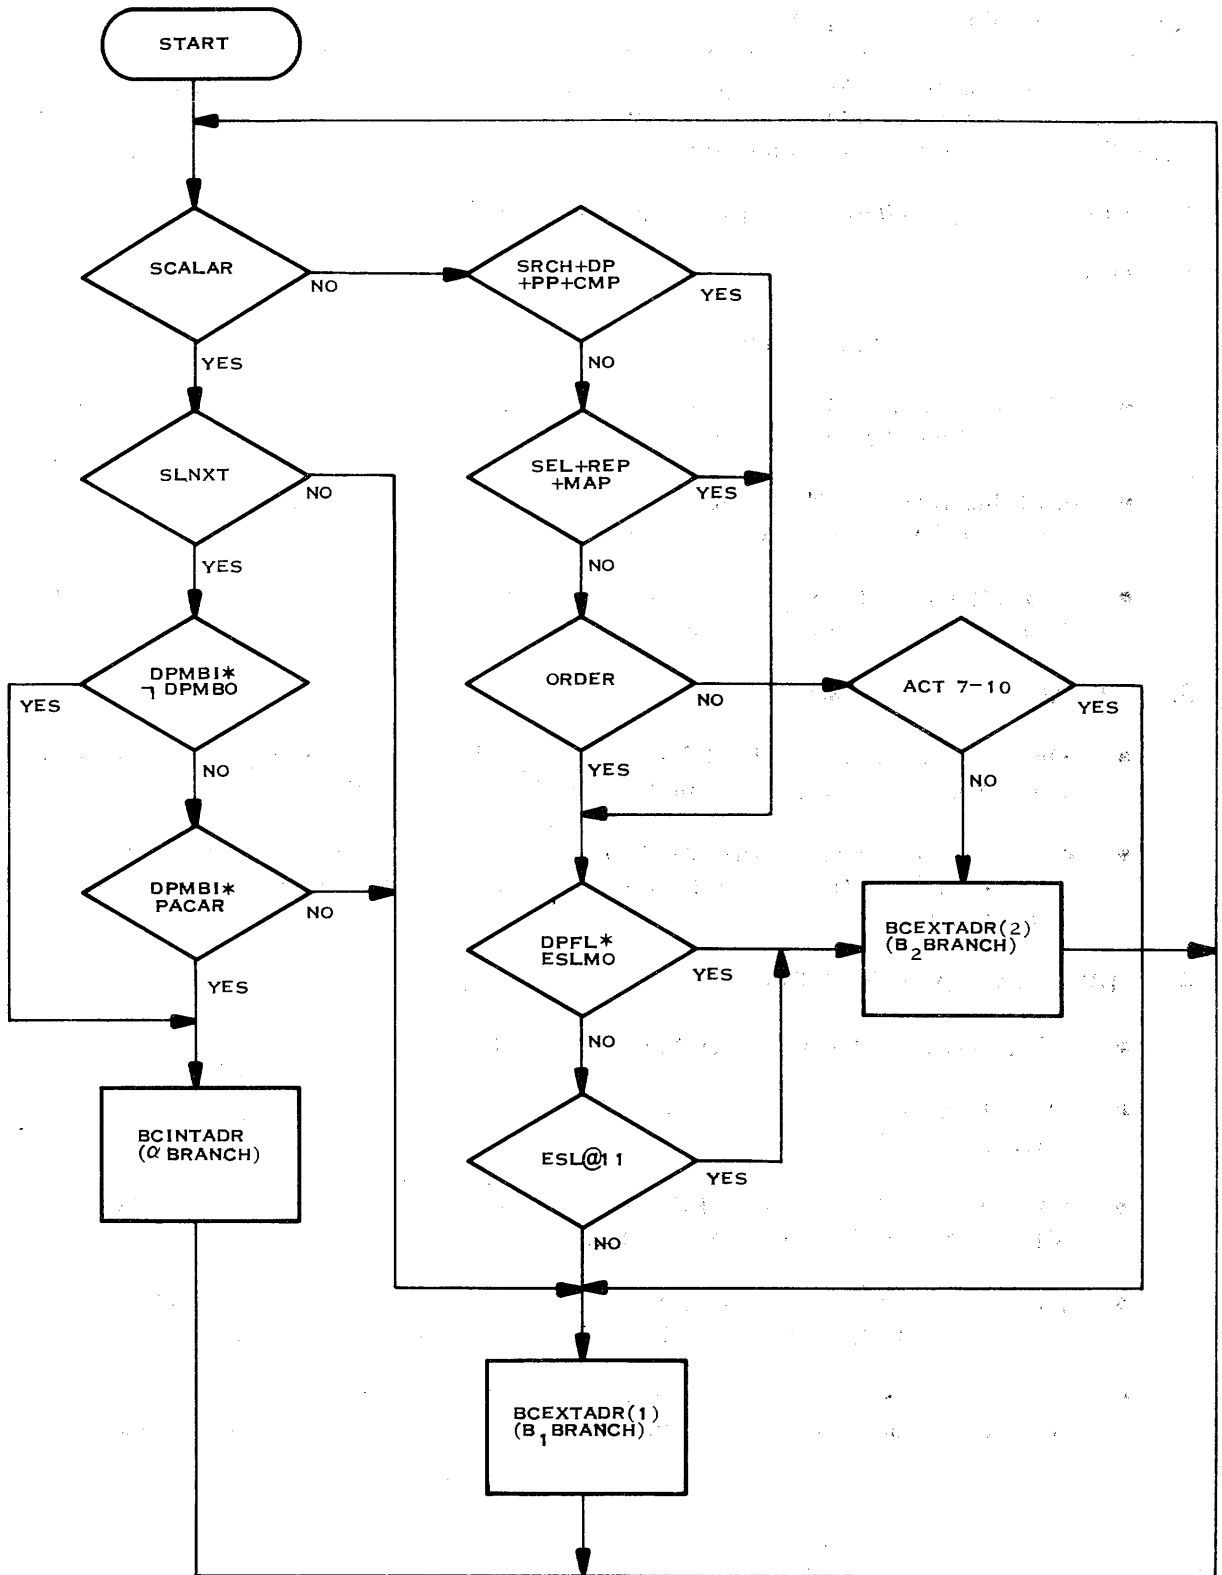 START
SCALAR
NO
YES
SRCH+DP
+PP+CMP
YES
NO
SLNXT
NO
YES
SEL+REP
+MAP
YES
NO
DPMBI*
¬ DPMBO
YES
NO
ORDER
NO
YES
ACT 7-10
YES
NO
DPMBI*
PACAR
NO
YES
DPFL*
ESLMO
YES
NO
BCEXTADR(2)
(B2BRANCH)
BCINTADR
(α BRANCH)
ESL@11
YES
NO
BCEXTADR(1)
(B1BRANCH)